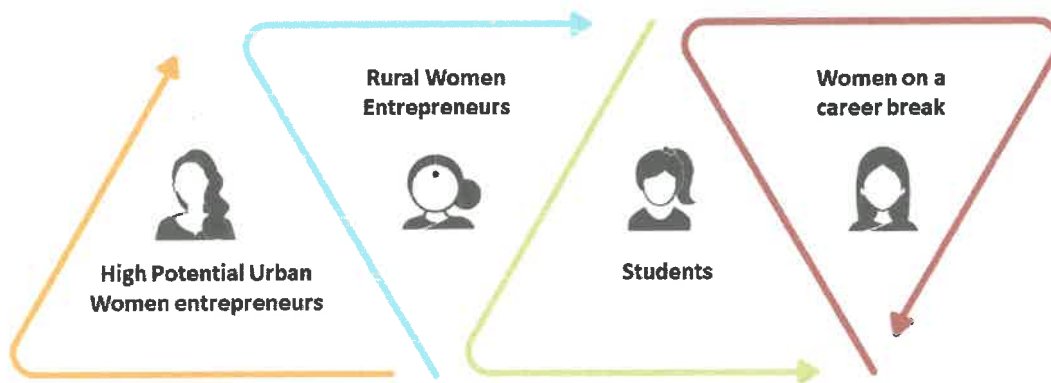 High Potential Urban
Women entrepreneurs
Rural Women
Entrepreneurs
Students
Women on a
career break